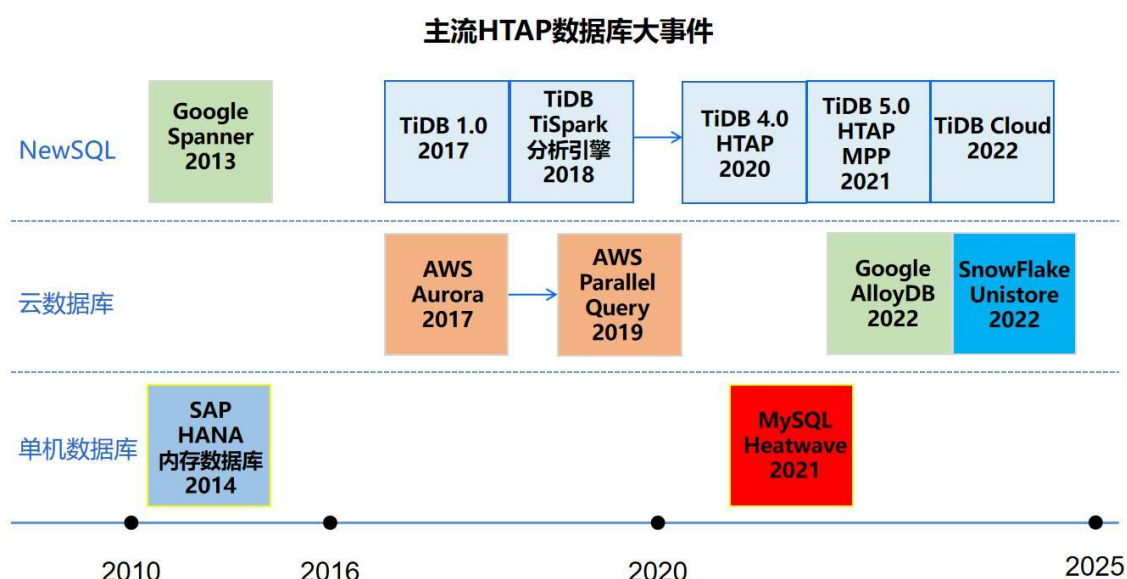 主流HTAP数据库大事件
NewSQL
Google
Spanner
2013
TiDB 1.0
2017
TiDB
TiSpark
分析引擎
2018
TiDB 4.0
HTAP
2020
TiDB 5.0
HTAP
MPP
2021
TiDB Cloud
2022
云数据库
AWS
Aurora
2017
AWS
Parallel
Query
2019
Google
AlloyDB
2022
SnowFlake
Unistore
2022
单机数据库
SAP
HANA
内存数据库
2014
MySQL
Heatwave
2021
2010
2016
2020
2025